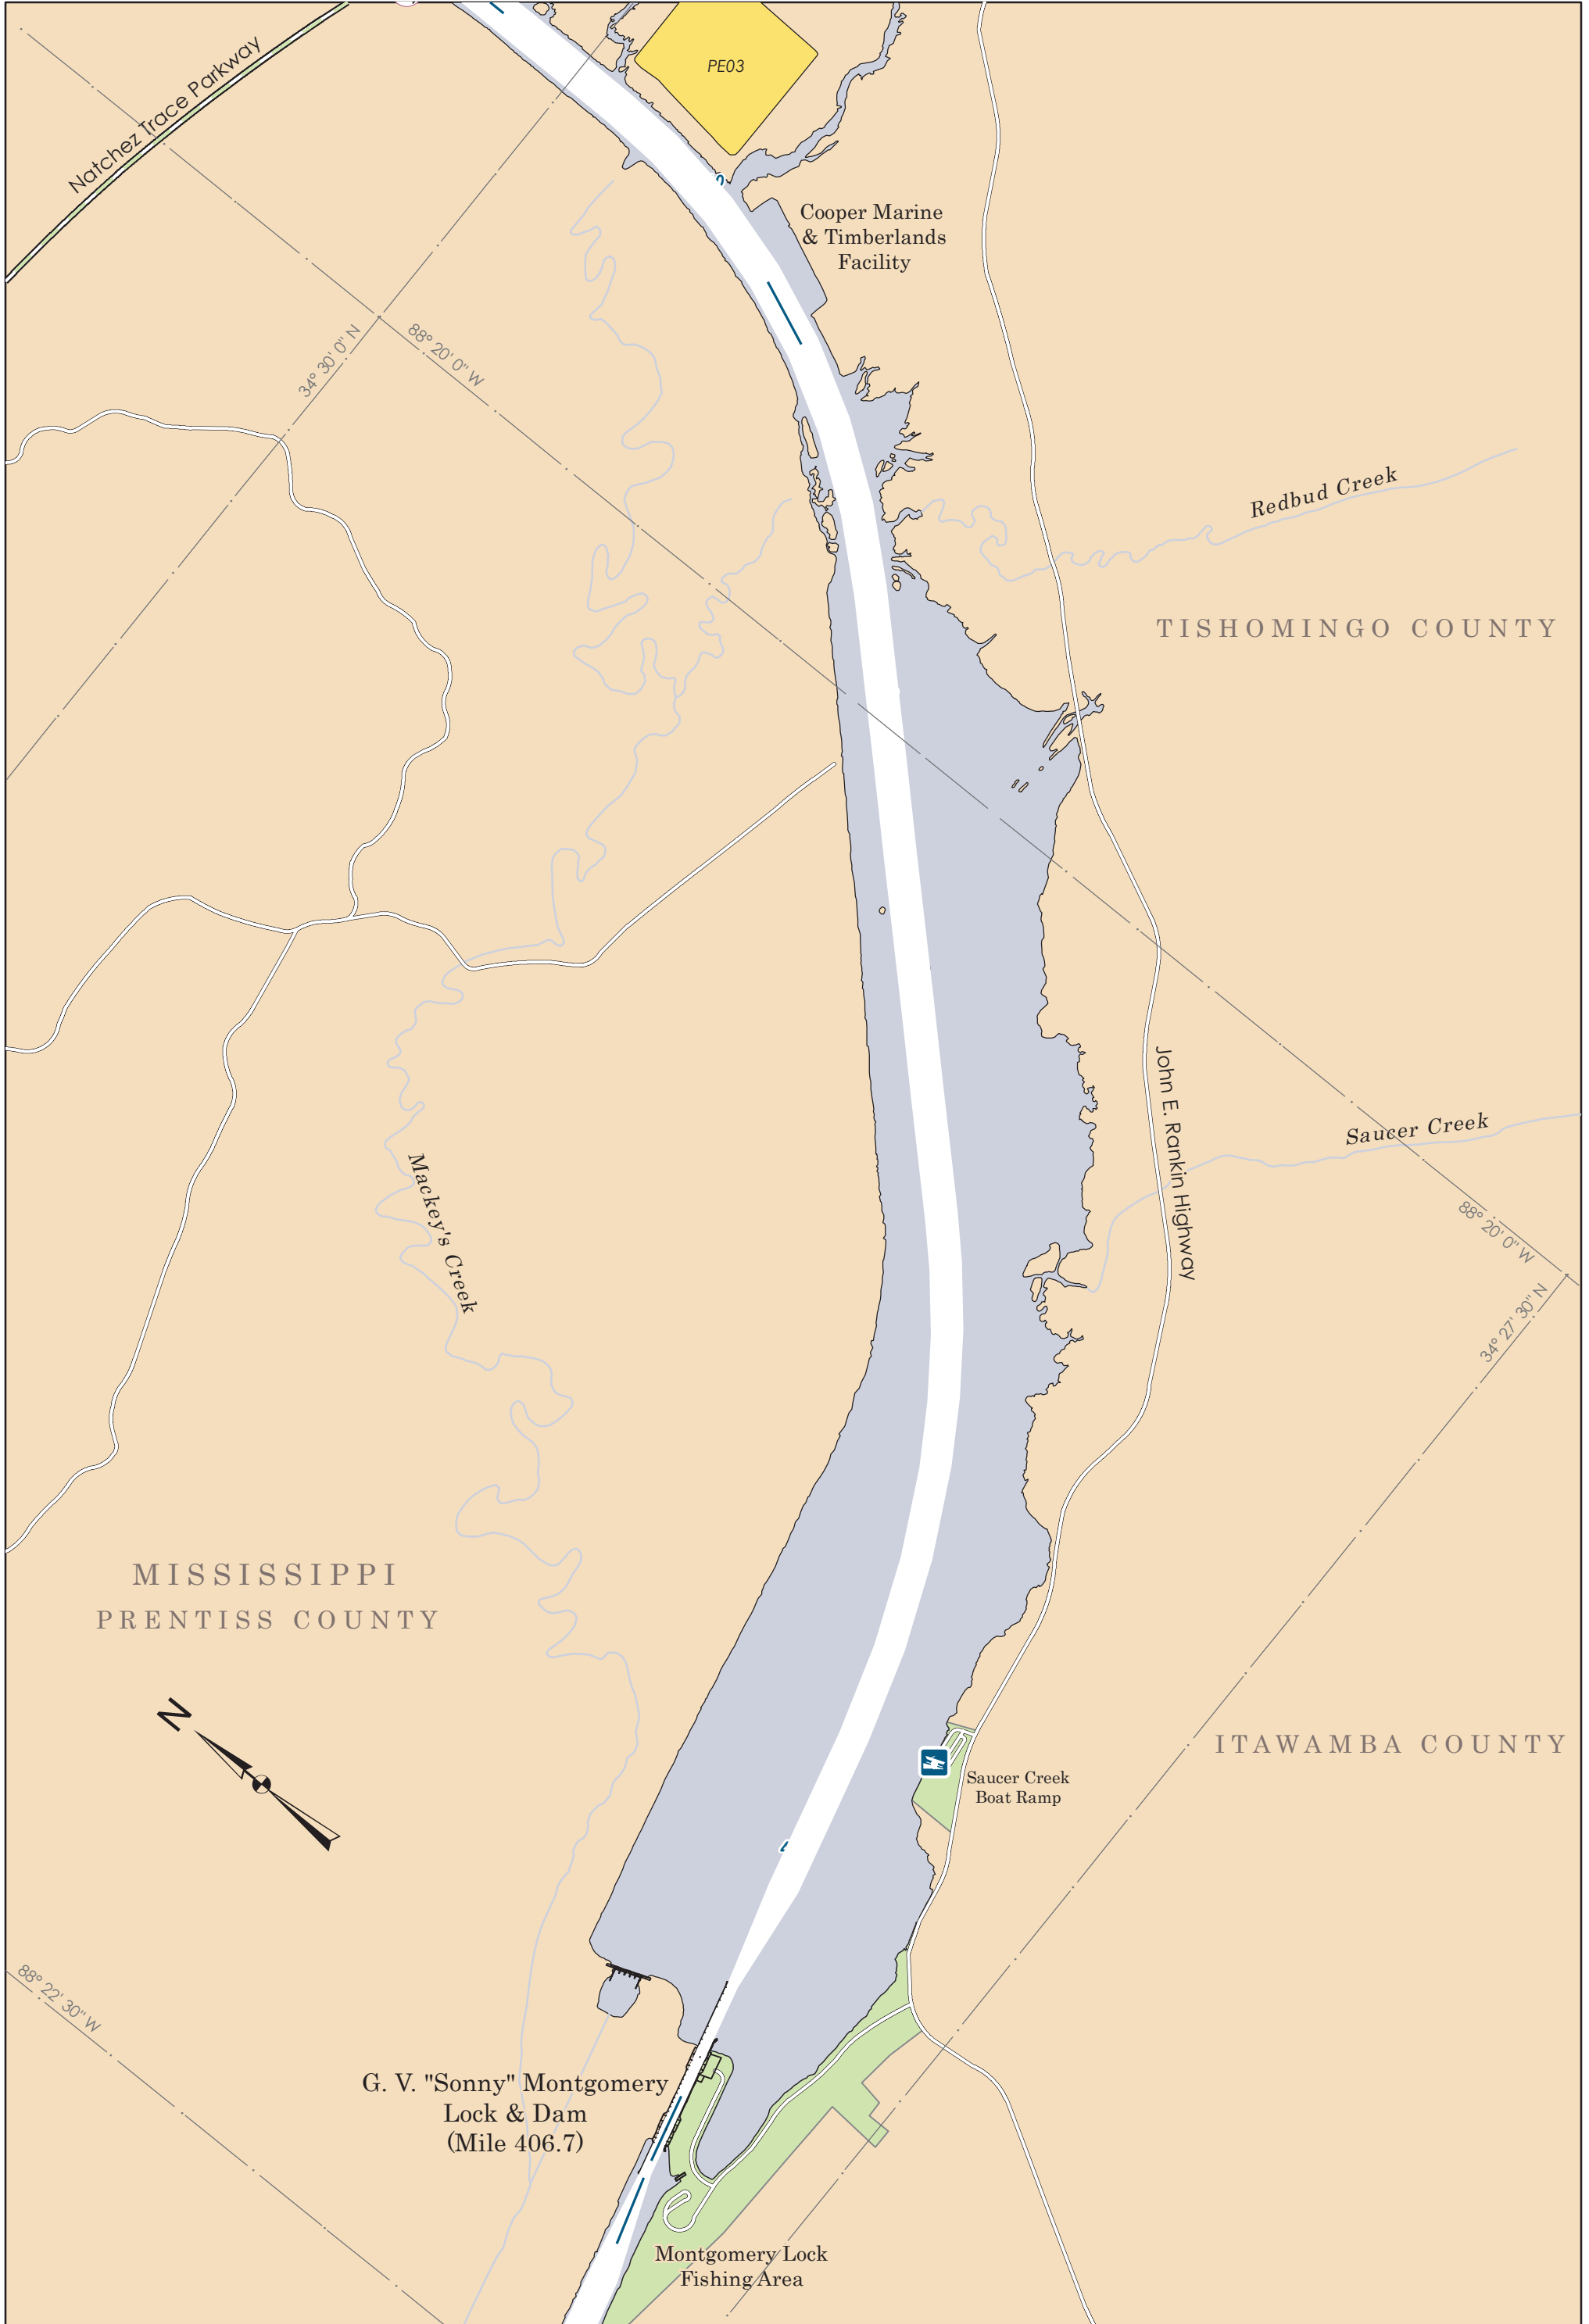 PE03
Natchez Trace Parkway
Cooper Marine
& Timberlands
Facility
34° 30' 0" N
88° 20' 0" W
Redbud Creek
TISHOMINGO COUNTY
John E. Rankin Highway
Saucer Creek
Mackey's Creek
88° 20' 0" W
34° 27' 30" N
MISSISSIPPI
PRENTISS COUNTY
N
ITAWAMBA COUNTY
Saucer Creek
Boat Ramp
88° 22' 30" W
G. V. "Sonny" Montgomery
Lock & Dam
(Mile 406.7)
Montgomery Lock
Fishing Area